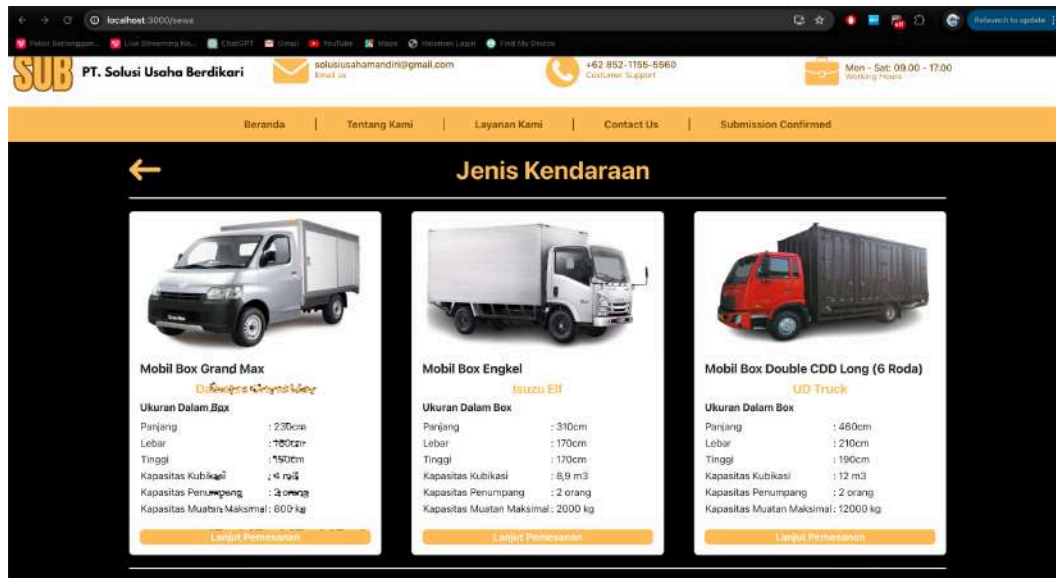 localhost:3000/sewa
Relaunch to update
Live Streaming
ChatGPT
Gmail
YouTube
Maps
Halaman Login
Find My Device
SUB
PT. Solusi Usaha Berdikari
solusiusahamandiri@gmail.com
Email us
+62 852-1155-5560
Customer Support
Mon - Sat: 09.00 - 17.00
Working Hours
Beranda | Tentang Kami | Layanan Kami | Contact Us | Submission Confirmed
Jenis Kendaraan
Mobil Box Grand Max
Ukuran Dalam Box
Panjang : 230cm
Lebar
Tinggi : 150cm
Kapasitas Kubikasi
Kapasitas Penumpang : 2 orang
Kapasitas Muatan Maksimal : 800 kg
Lanjut Pemesanan
Mobil Box Engkel
Isuzu Elf
Ukuran Dalam Box
Panjang : 310cm
Lebar : 170cm
Tinggi : 170cm
Kapasitas Kubikasi : 8,9 m3
Kapasitas Penumpang : 2 orang
Kapasitas Muatan Maksimal : 2000 kg
Lanjut Pemesanan
Mobil Box Double CDD Long (6 Roda)
UD Truck
Ukuran Dalam Box
Panjang : 460cm
Lebar : 210cm
Tinggi : 190cm
Kapasitas Kubikasi : 12 m3
Kapasitas Penumpang : 2 orang
Kapasitas Muatan Maksimal : 12000 kg
Lanjut Pemesanan